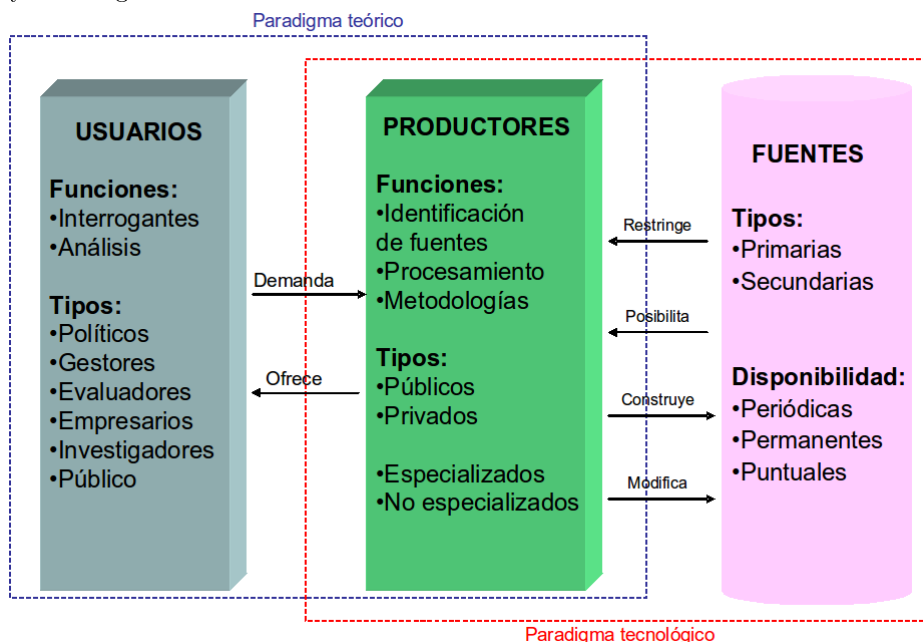 Paradigma teórico
USUARIOS
Funciones:
•Interrogantes
•Análisis
Tipos:
•Políticos
•Gestores
•Evaluadores
•Empresarios
•Investigadores
•Público
Demanda
Ofrece
PRODUCTORES
Funciones:
•Identificación
de fuentes
•Procesamiento
•Metodologías
Tipos:
•Públicos
•Privados
•Especializados
•No especializados
Restringe
Posibilita
Construye
Modifica
FUENTES
Tipos:
•Primarias
•Secundarias
Disponibilidad:
•Periódicas
•Permanentes
•Puntuales
Paradigma tecnológico